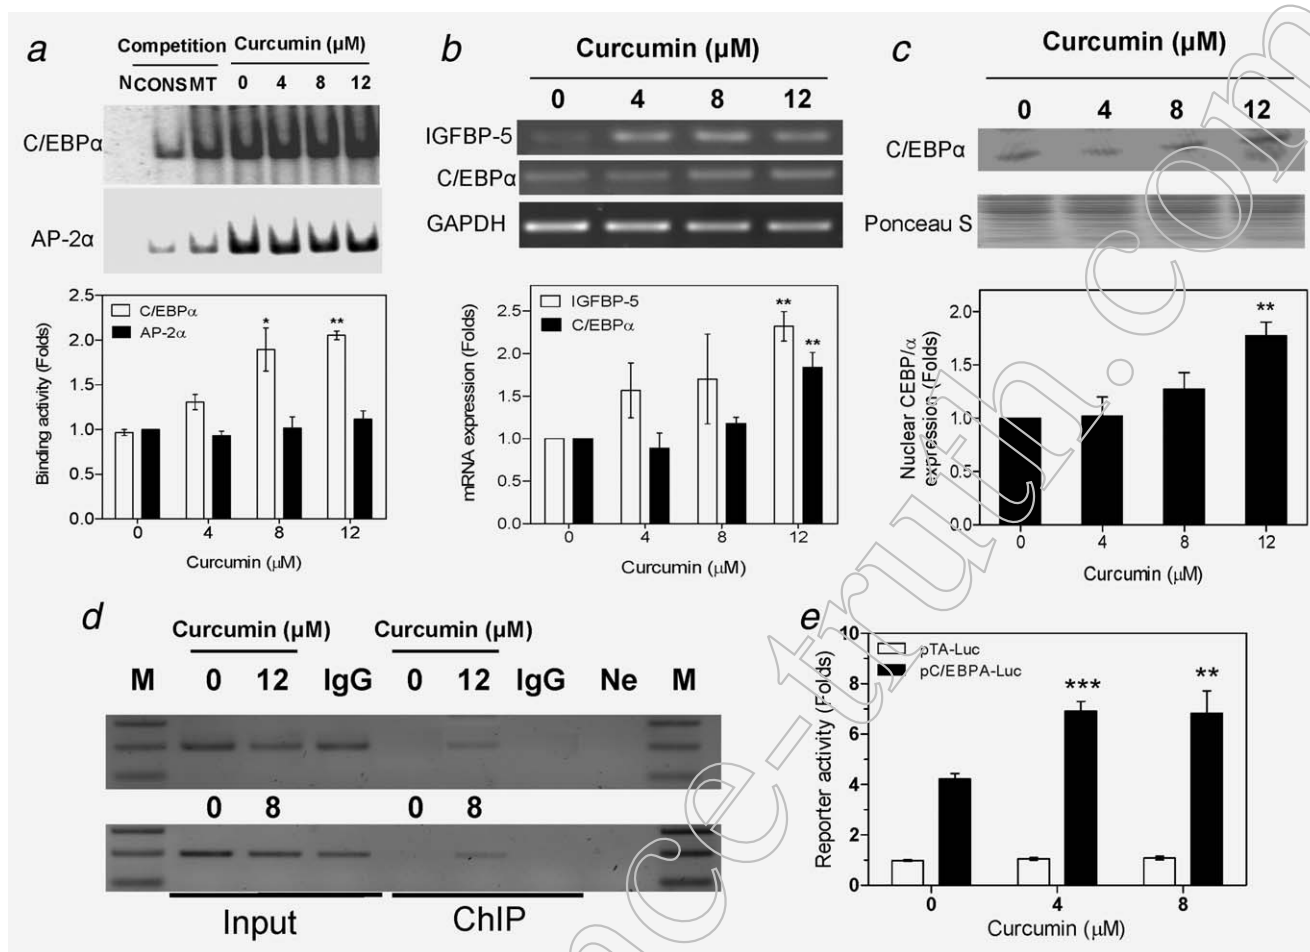 a
Competition Curcumin (μM)
N CONS MT 0 4 8 12
C/EBPα
AP-2α
2.5
2.0
1.5
1.0
0.5
0.0
C/EBPα
AP-2α
*
**
Binding activity (Folds)
0 4 8 12
Curcumin (μM)
b
Curcumin (μM)
0 4 8 12
IGFBP-5
C/EBPα
GAPDH
2.5
2.0
1.5
1.0
0.5
0.0
IGFBP-5
C/EBPα
**
**
mRNA expression (Folds)
0 4 8 12
Curcumin (μM)
c
Curcumin (μM)
0 4 8 12
C/EBPα
Ponceau S
2.0
1.5
1.0
0.5
0.0
**
Nuclear CEBP/α
expression (Folds)
0 4 8 12
Curcumin (μM)
d
Curcumin (μM) Curcumin (μM)
M 0 12 IgG 0 12 IgG Ne M
0 8 0 8
Input ChIP
e
10
8
6
4
2
0
pTA-Luc
pC/EBPA-Luc
***
**
Reporter activity (Folds)
0 4 8
Curcumin (μM)
nce-truth.com